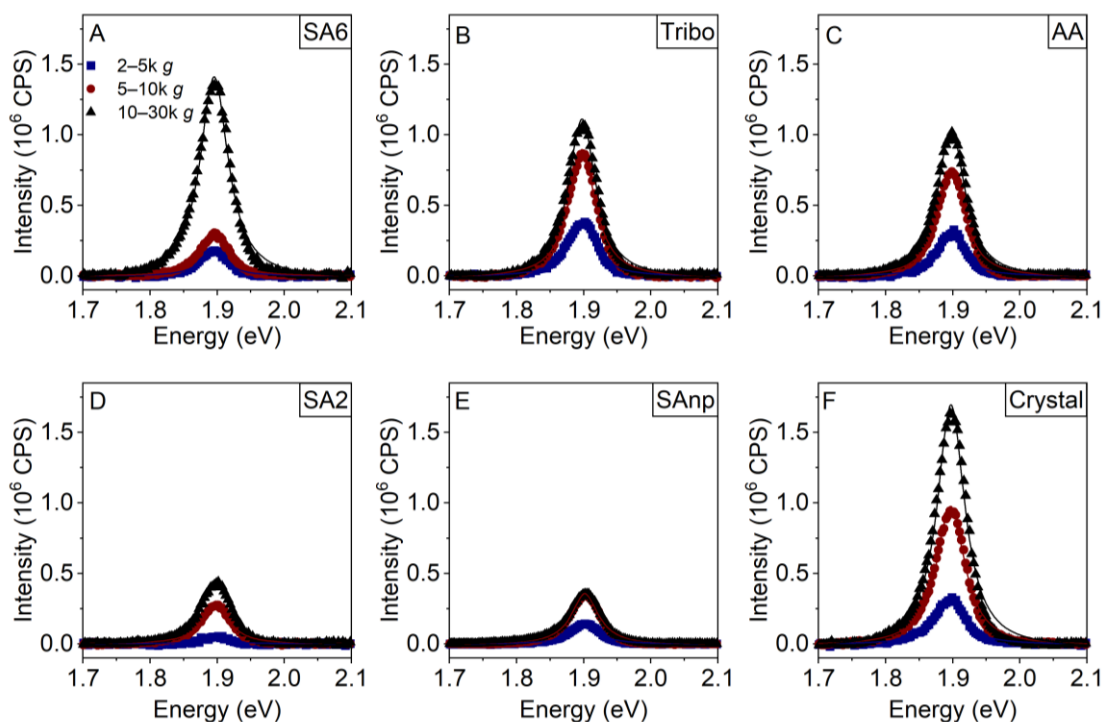 A SA6
2–5k g
5–10k g
10–30k g
Intensity (10⁶ CPS)
1.5
1.0
0.5
0.0
1.7 1.8 1.9 2.0 2.1
Energy (eV)
B Tribo
Intensity (10⁶ CPS)
1.5
1.0
0.5
0.0
1.7 1.8 1.9 2.0 2.1
Energy (eV)
C AA
Intensity (10⁶ CPS)
1.5
1.0
0.5
0.0
1.7 1.8 1.9 2.0 2.1
Energy (eV)
D SA2
Intensity (10⁶ CPS)
1.5
1.0
0.5
0.0
1.7 1.8 1.9 2.0 2.1
Energy (eV)
E SAnp
Intensity (10⁶ CPS)
1.5
1.0
0.5
0.0
1.7 1.8 1.9 2.0 2.1
Energy (eV)
F Crystal
Intensity (10⁶ CPS)
1.5
1.0
0.5
0.0
1.7 1.8 1.9 2.0 2.1
Energy (eV)